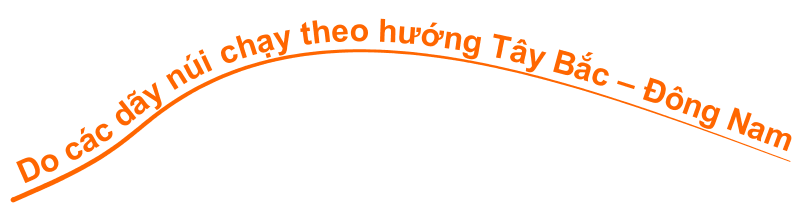 Do các dãy núi chạy theo hướng Tây Bắc – Đông Nam